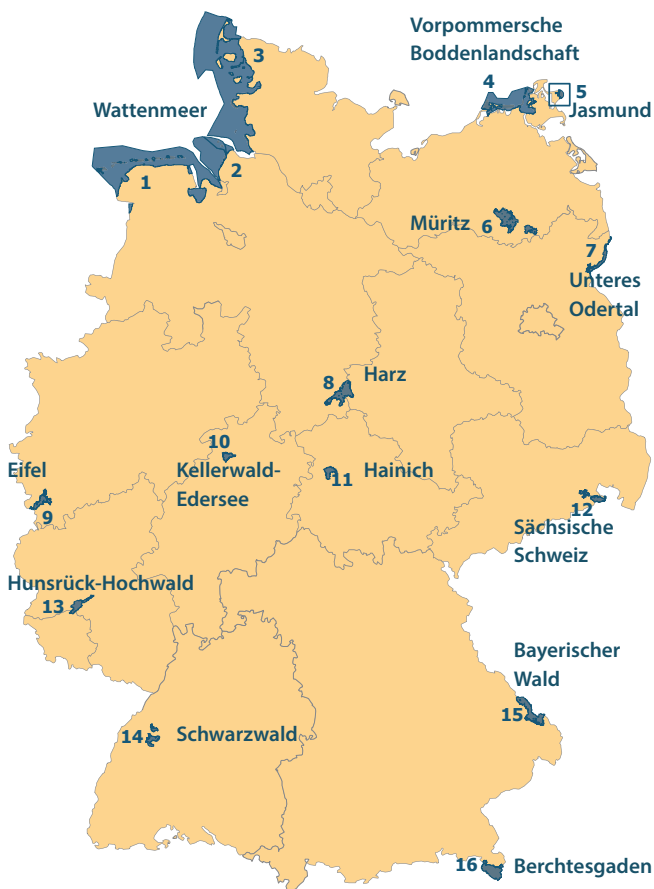 Vorpommersche
Boddenlandschaft
3
4
5
Wattenmeer
Jasmund
2
1
Müritz
6
7
Unteres
Odertal
8
Harz
10
Eifel
Kellerwald-
Edersee
11
Hainich
9
12
Sächsische
Schweiz
Hunsrück-Hochwald
13
Bayerischer
Wald
15
14
Schwarzwald
16
Berchtesgaden